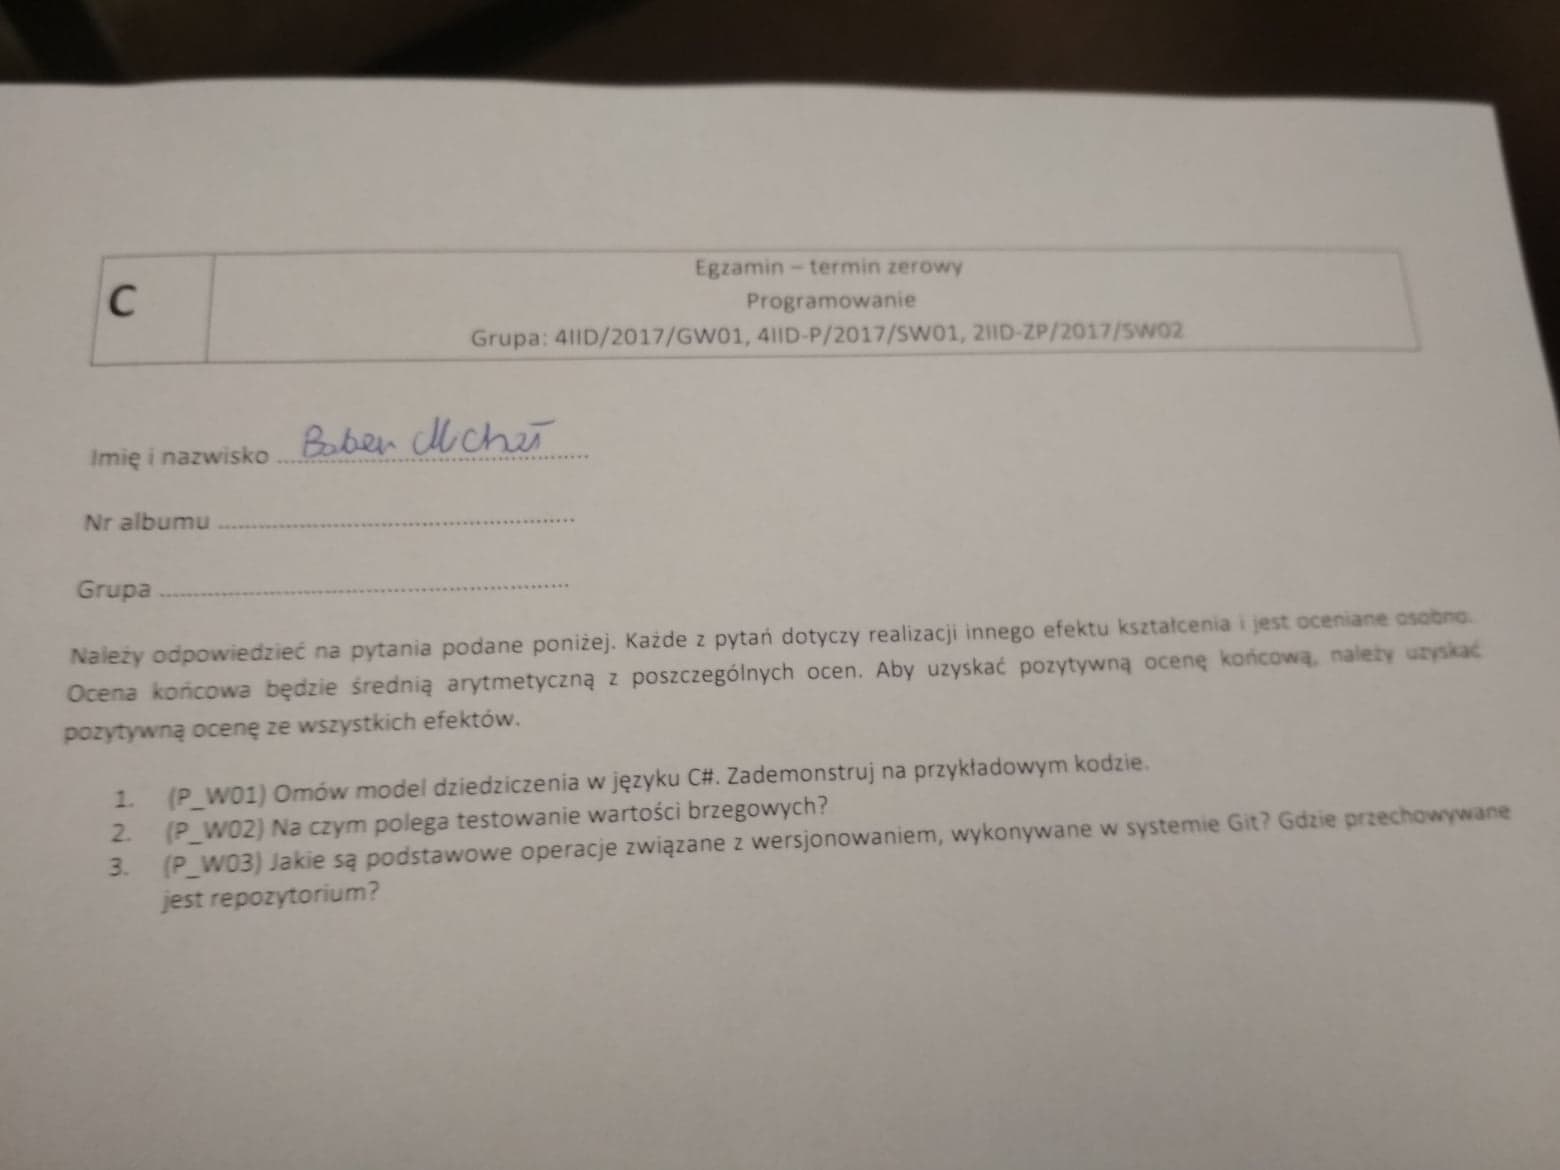 C
Egzamin – termin zerowy
Programowanie
Grupa: 4IID/2017/GW01, 4IID-P/2017/SW01, 2IID-ZP/2017/SW02
Imię i nazwisko Baben Michał
Nr albumu
Grupa
Należy odpowiedzieć na pytania podane poniżej. Każde z pytań dotyczy realizacji innego efektu kształcenia i jest oceniane osobno.
Ocena końcowa będzie średnią arytmetyczną z poszczególnych ocen. Aby uzyskać pozytywną ocenę końcową, należy uzyskać
pozytywną ocenę ze wszystkich efektów.
1. (P_W01) Omów model dziedziczenia w języku C#. Zademonstruj na przykładowym kodzie.
2. (P_W02) Na czym polega testowanie wartości brzegowych?
3. (P_W03) Jakie są podstawowe operacje związane z wersjonowaniem, wykonywane w systemie Git? Gdzie przechowywane
jest repozytorium?